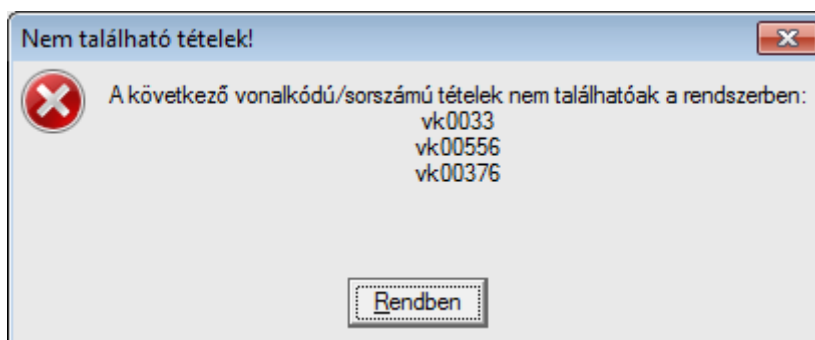 Nem található tételek!
A következő vonalkódú/sorszámú tételek nem találhatóak a rendszerben:
vk0033
vk00556
vk00376
Rendben